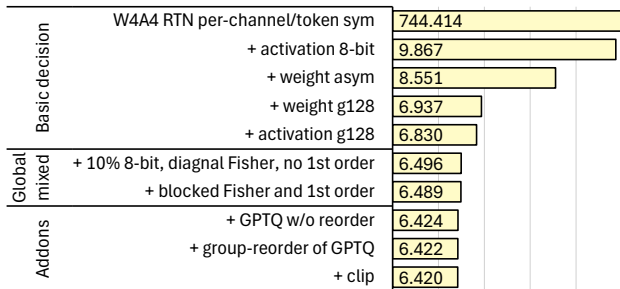 Basic decision
W4A4 RTN per-channel/token sym 744.414
+ activation 8-bit 9.867
+ weight asym 8.551
+ weight g128 6.937
+ activation g128 6.830
Global mixed
+ 10% 8-bit, diagnal Fisher, no 1st order 6.496
+ blocked Fisher and 1st order 6.489
Addons
+ GPTQ w/o reorder 6.424
+ group-reorder of GPTQ 6.422
+ clip 6.420